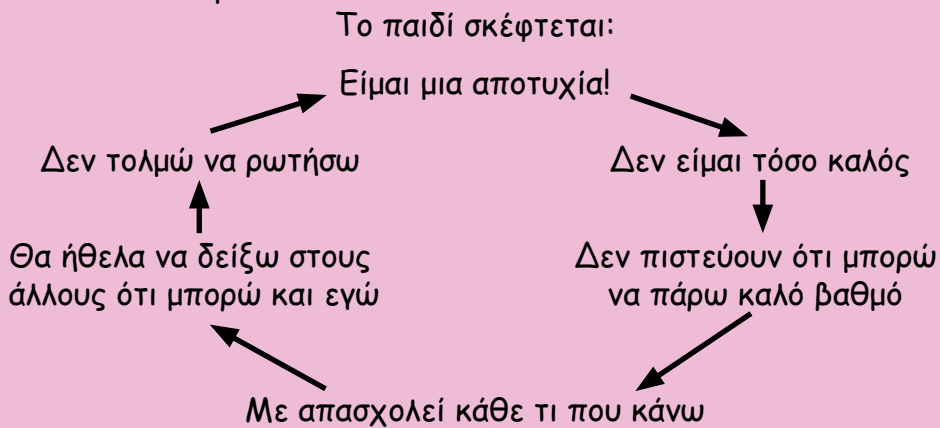 Το παιδί σκέφτεται:
Είμαι μια αποτυχία!
Δεν είμαι τόσο καλός
Δεν πιστεύουν ότι μπορώ
να πάρω καλό βαθμό
Με απασχολεί κάθε τι που κάνω
Θα ήθελα να δείξω στους
άλλους ότι μπορώ και εγώ
Δεν τολμώ να ρωτήσω